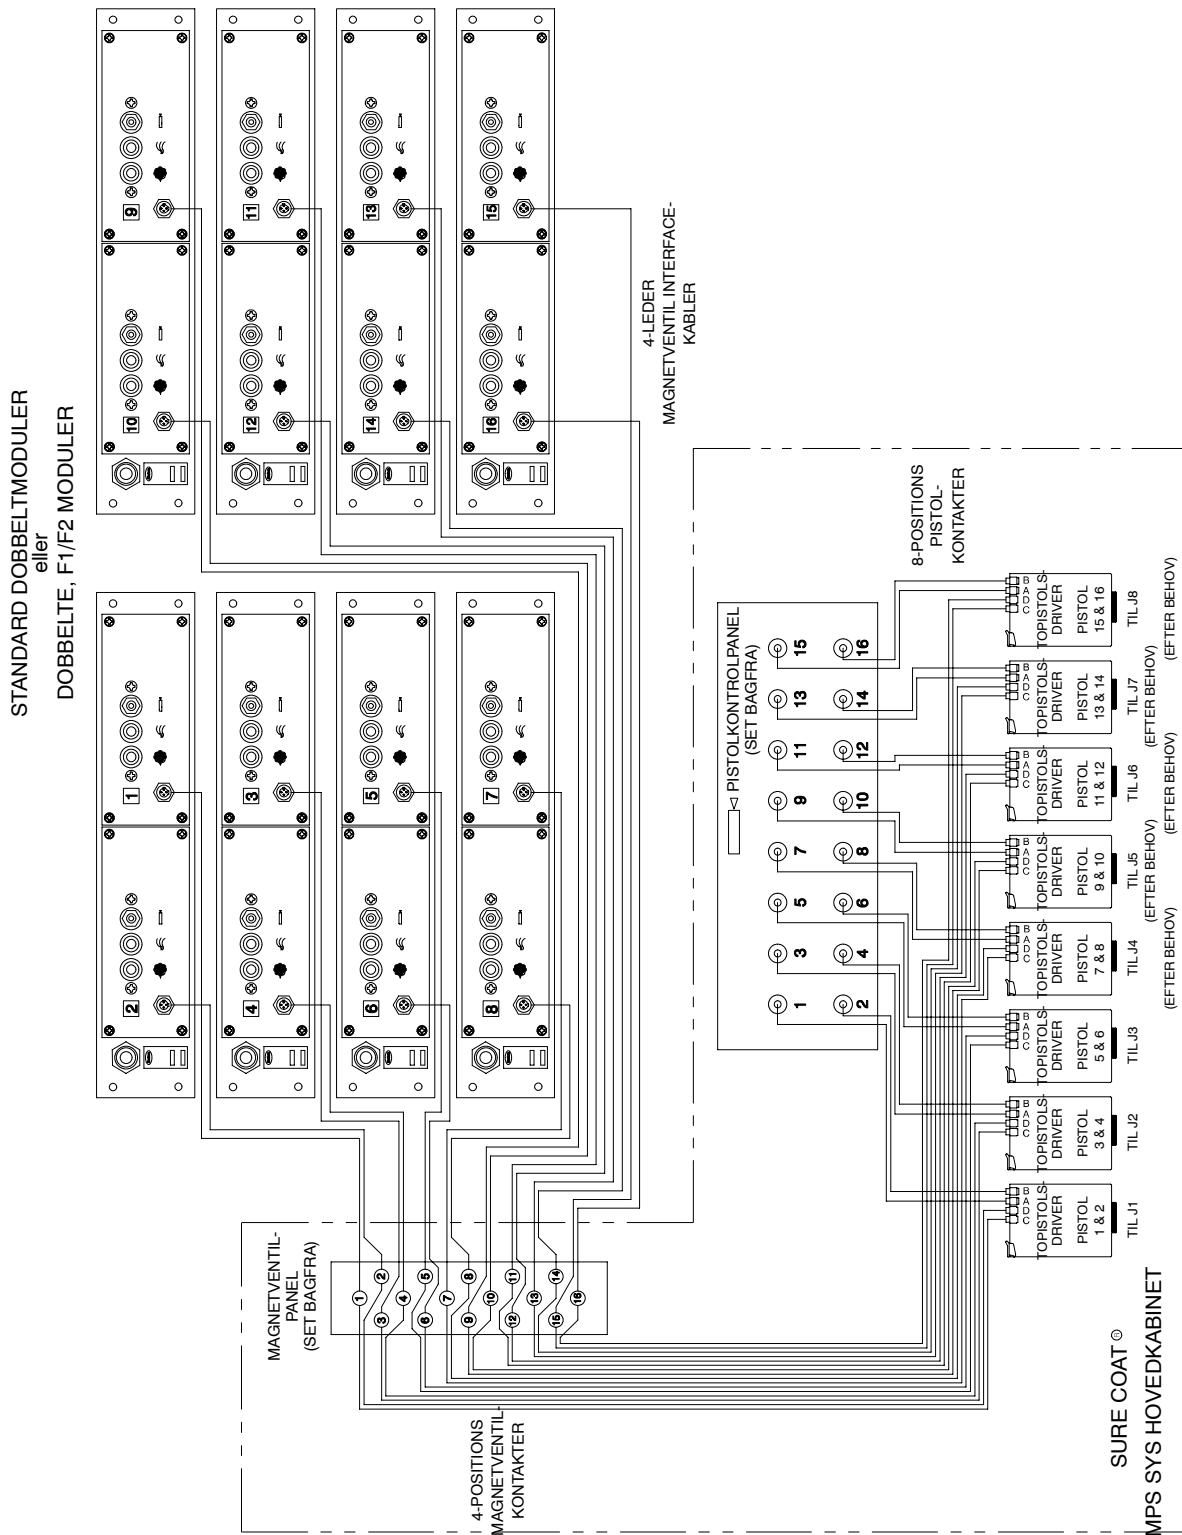 STANDARD DOBBELTMODULER
eller
DOBBELTE, F1/F2 MODULER
9
11
13
15
10
12
14
16
1
3
5
7
2
4
6
8
4-LEDER
MAGNETVENTIL INTERFACE-
KABLER
MAGNETVENTIL-
PANEL
(SET BAGFRA)
1
2
3
4
5
6
7
8
9
10
11
12
13
14
15
16
4-POSITIONS
MAGNETVENTIL-
KONTAKTER
PISTOLKONTROLPANEL
(SET BAGFRA)
1
3
5
7
9
11
13
15
2
4
6
8
10
12
14
16
8-POSITIONS
PISTOL-
KONTAKTER
C D A B
TOPISTOLS-
DRIVER
PISTOL
1 & 2
TIL J1
C D A B
TOPISTOLS-
DRIVER
PISTOL
3 & 4
TIL J2
C D A B
TOPISTOLS-
DRIVER
PISTOL
5 & 6
TIL J3
C D A B
TOPISTOLS-
DRIVER
PISTOL
7 & 8
TIL J4
(EFTER BEHOV)
C D A B
TOPISTOLS-
DRIVER
PISTOL
9 & 10
TIL J5
(EFTER BEHOV)
C D A B
TOPISTOLS-
DRIVER
PISTOL
11 & 12
TIL J6
(EFTER BEHOV)
C D A B
TOPISTOLS-
DRIVER
PISTOL
13 & 14
TIL J7
(EFTER BEHOV)
C D A B
TOPISTOLS-
DRIVER
PISTOL
15 & 16
TIL J8
(EFTER BEHOV)
SURE COAT ®
MPS SYS HOVEDKABINET